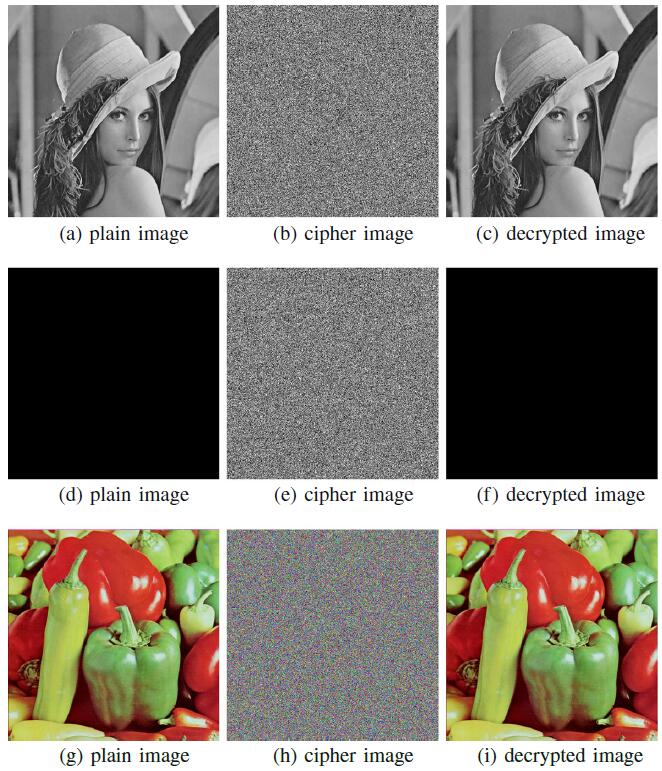 (a) plain image
(b) cipher image
(c) decrypted image
(d) plain image
(e) cipher image
(f) decrypted image
(g) plain image
(h) cipher image
(i) decrypted image